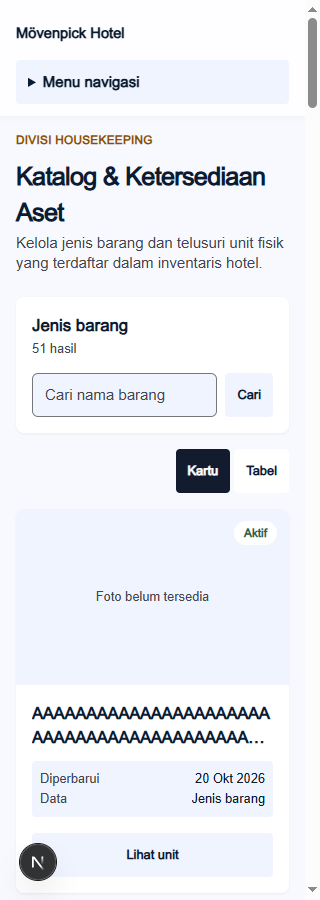 Mövenpick Hotel
▶ Menu navigasi
DIVISI HOUSEKEEPING
Katalog & Ketersediaan
Aset
Kelola jenis barang dan telusuri unit fisik
yang terdaftar dalam inventaris hotel.
Jenis barang
51 hasil
Cari nama barang Cari
Kartu Tabel
Aktif
Foto belum tersedia
AAAAAAAAAAAAAAAAAAAAAA
AAAAAAAAAAAAAAAAAAAA…
Diperbarui 20 Okt 2026
Data Jenis barang
Lihat unit
N